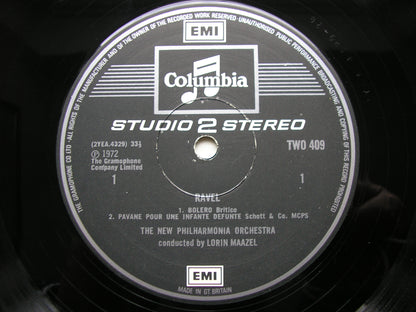 EMI
THE GRAMOPHONE CO LTD. ALL RIGHTS OF THE MANUFACTURER AND OF THE OWNER OF THE RECORDED WORK RESERVED. UNAUTHORISED PUBLIC PERFORMANCE BROADCASTING AND COPYING OF THIS RECORD PROHIBITED
Columbia
STUDIO 2 STEREO
(2YEA.4329) 33⅓
TWO 409
Ⓟ 1972
The Gramophone
Company Limited
1
1
RAVEL
1. BOLERO Britico
2. PAVANE POUR UNE INFANTE DEFUNTE Schott & Co. MCPS
THE NEW PHILHARMONIA ORCHESTRA
conducted by LORIN MAAZEL
EMI
MADE IN GT BRITAIN